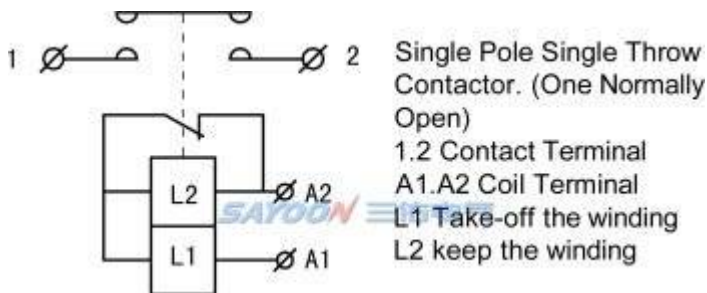 1
2
Single Pole Single Throw
Contactor. (One Normally
Open)
1.2 Contact Terminal
A1.A2 Coil Terminal
L1 Take-off the winding
L2 keep the winding
L2
A2
SAYOON
L1
A1